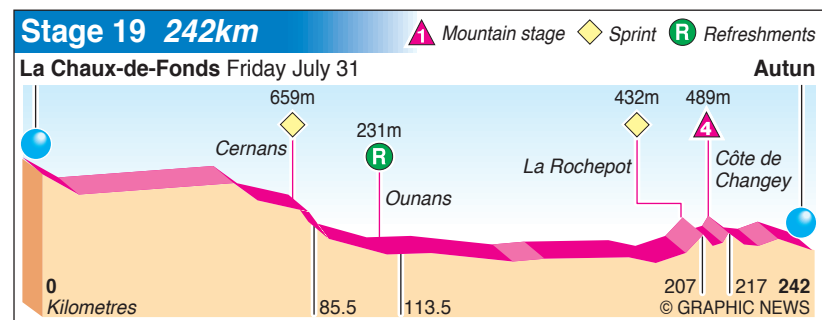 Stage 19 242km
1 Mountain stage Sprint R Refreshments
La Chaux-de-Fonds Friday July 31 Autun
659m 432m 489m
231m
Cernans R 4
La Rochepot Côte de
Changey
Ounans
0 207 217 242
Kilometres 85.5 113.5 © GRAPHIC NEWS